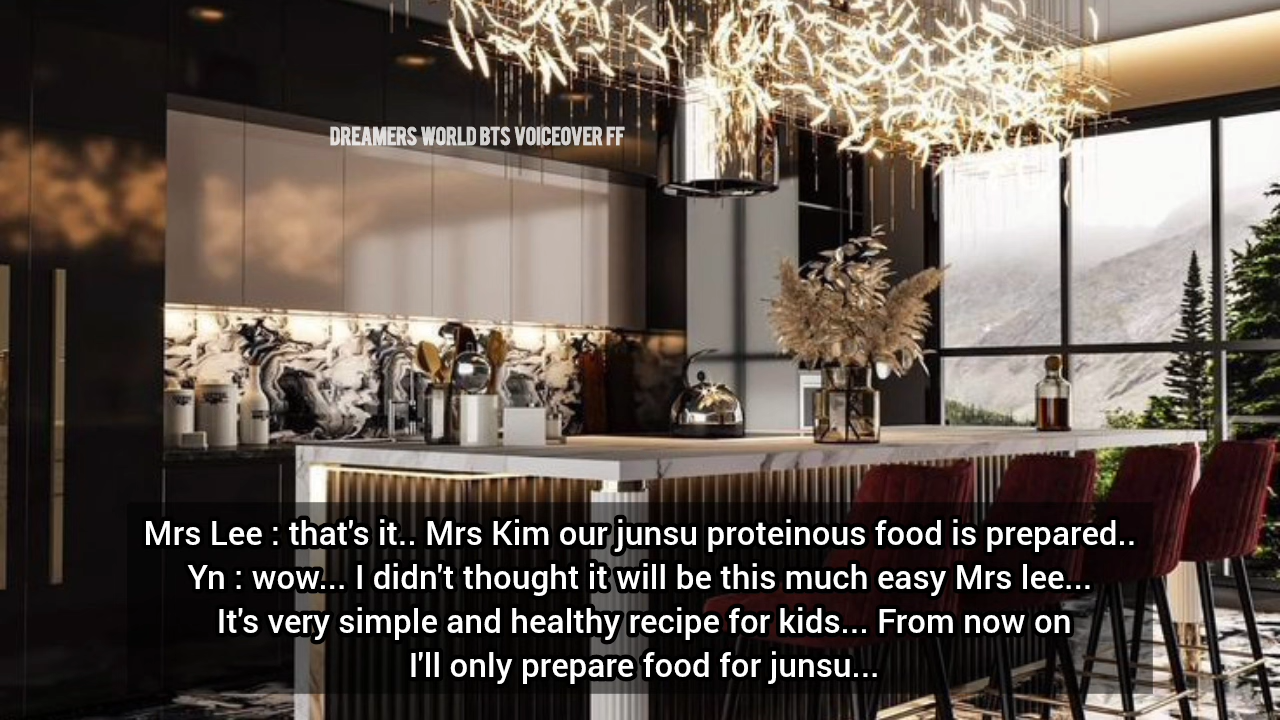 DREAMERS WORLD BTS VOICEOVER FF
Mrs Lee : that's it.. Mrs Kim our junsu proteinous food is prepared..
Yn : wow... I didn't thought it will be this much easy Mrs lee...
It's very simple and healthy recipe for kids... From now on
I'll only prepare food for junsu...